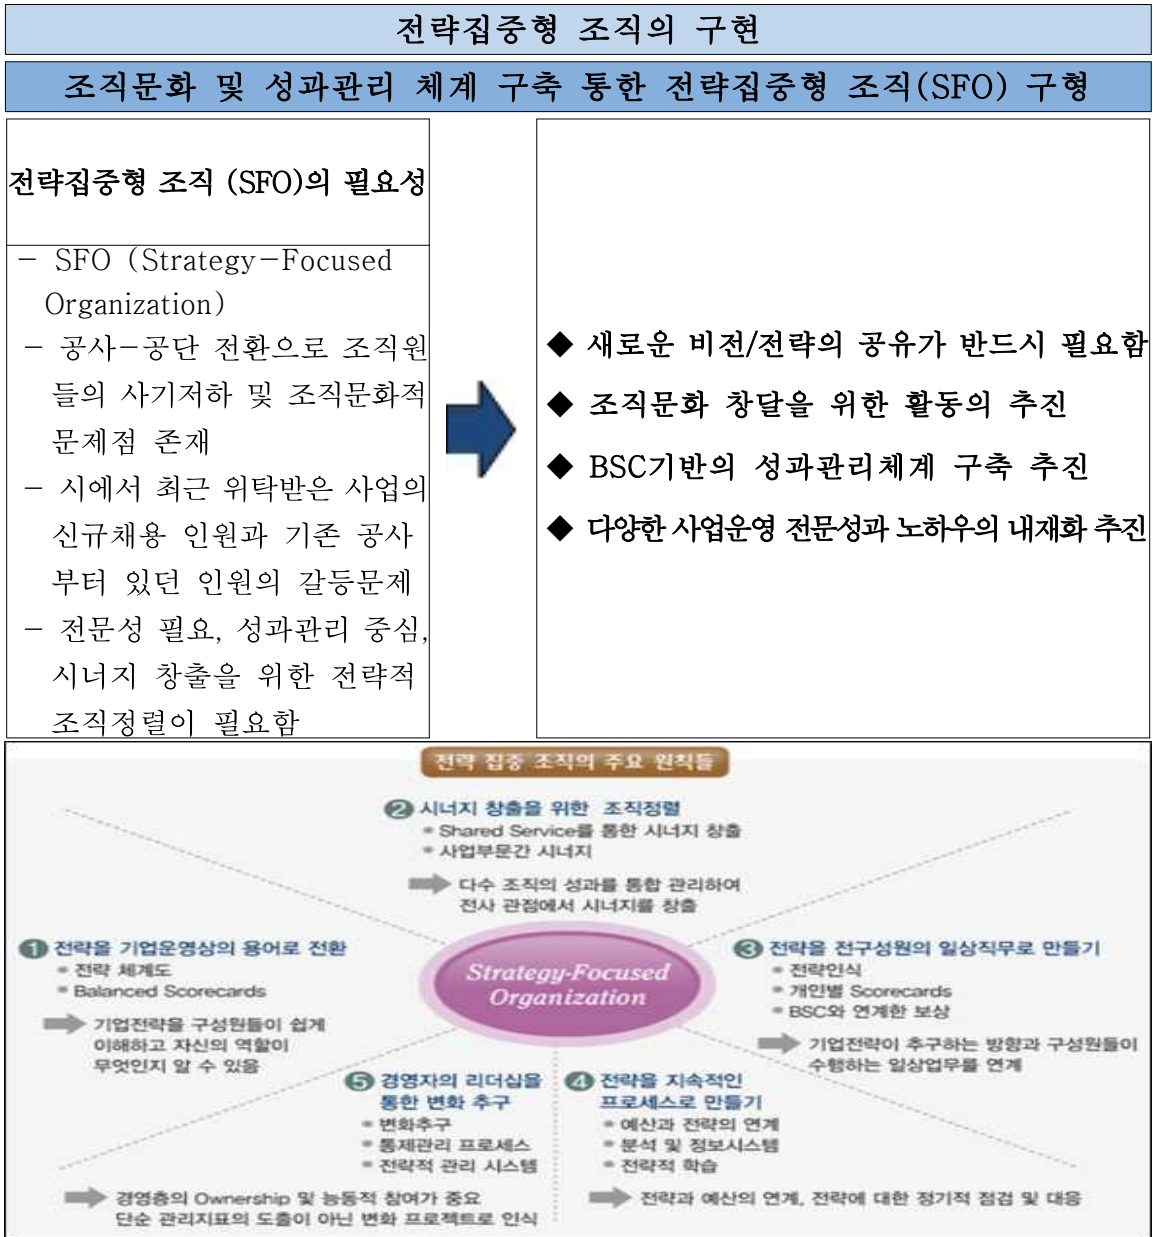 전략집중형 조직의 구현
조직문화 및 성과관리 체계 구축 통한 전략집중형 조직(SFO) 구형
전략집중형 조직 (SFO)의 필요성
- SFO (Strategy-Focused
Organization)
- 공사-공단 전환으로 조직원
들의 사기저하 및 조직문화적
문제점 존재
- 시에서 최근 위탁받은 사업의
신규채용 인원과 기존 공사
부터 있던 인원의 갈등문제
- 전문성 필요, 성과관리 중심,
시너지 창출을 위한 전략적
조직정렬이 필요함
◆ 새로운 비전/전략의 공유가 반드시 필요함
◆ 조직문화 창달을 위한 활동의 추진
◆ BSC기반의 성과관리체계 구축 추진
◆ 다양한 사업운영 전문성과 노하우의 내재화 추진
전략 집중 조직의 주요 원칙들
② 시너지 창출을 위한 조직정렬
Shared Service를 통한 시너지 창출
사업부문간 시너지
다수 조직의 성과를 통합 관리하여
전사 관점에서 시너지를 창출
① 전략을 기업운영상의 용어로 전환
전략 체계도
Balanced Scorecards
기업전략을 구성원들이 쉽게
이해하고 자신의 역할이
무엇인지 알 수 있음
Strategy-Focused
Organization
③ 전략을 전구성원의 일상직무로 만들기
전략인식
개인별 Scorecards
BSC와 연계한 보상
기업전략이 추구하는 방향과 구성원들이
수행하는 일상업무를 연계
⑤ 경영자의 리더십을
통한 변화 추구
변화추구
통제관리 프로세스
전략적 관리 시스템
경영층의 Ownership 및 능동적 참여가 중요
단순 관리지표의 도출이 아닌 변화 프로젝트로 인식
④ 전략을 지속적인
프로세스로 만들기
예산과 전략의 연계
분석 및 정보시스템
전략적 학습
전략과 예산의 연계, 전략에 대한 정기적 점검 및 대응